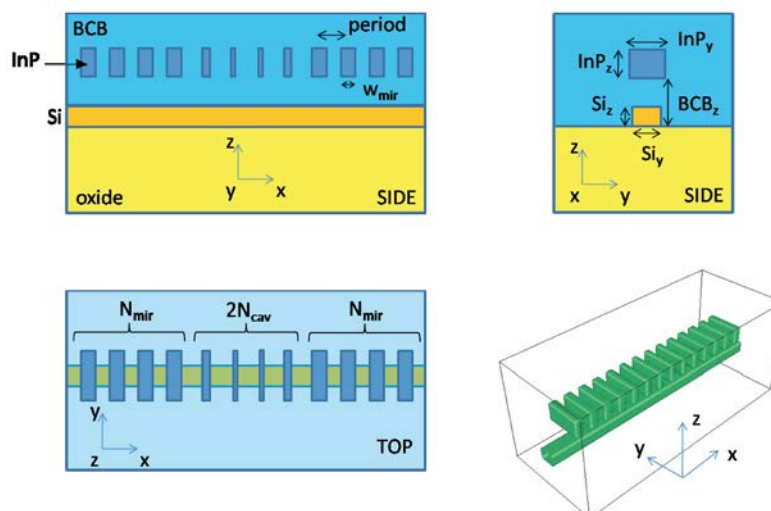 BCB
period
InP
w_mir
Si
z
y x
oxide SIDE
InP_y
InP_z
Si_z BCB_z
Si_y
z
x y
SIDE
N_mir 2N_cav N_mir
y
z x
TOP
z
y x